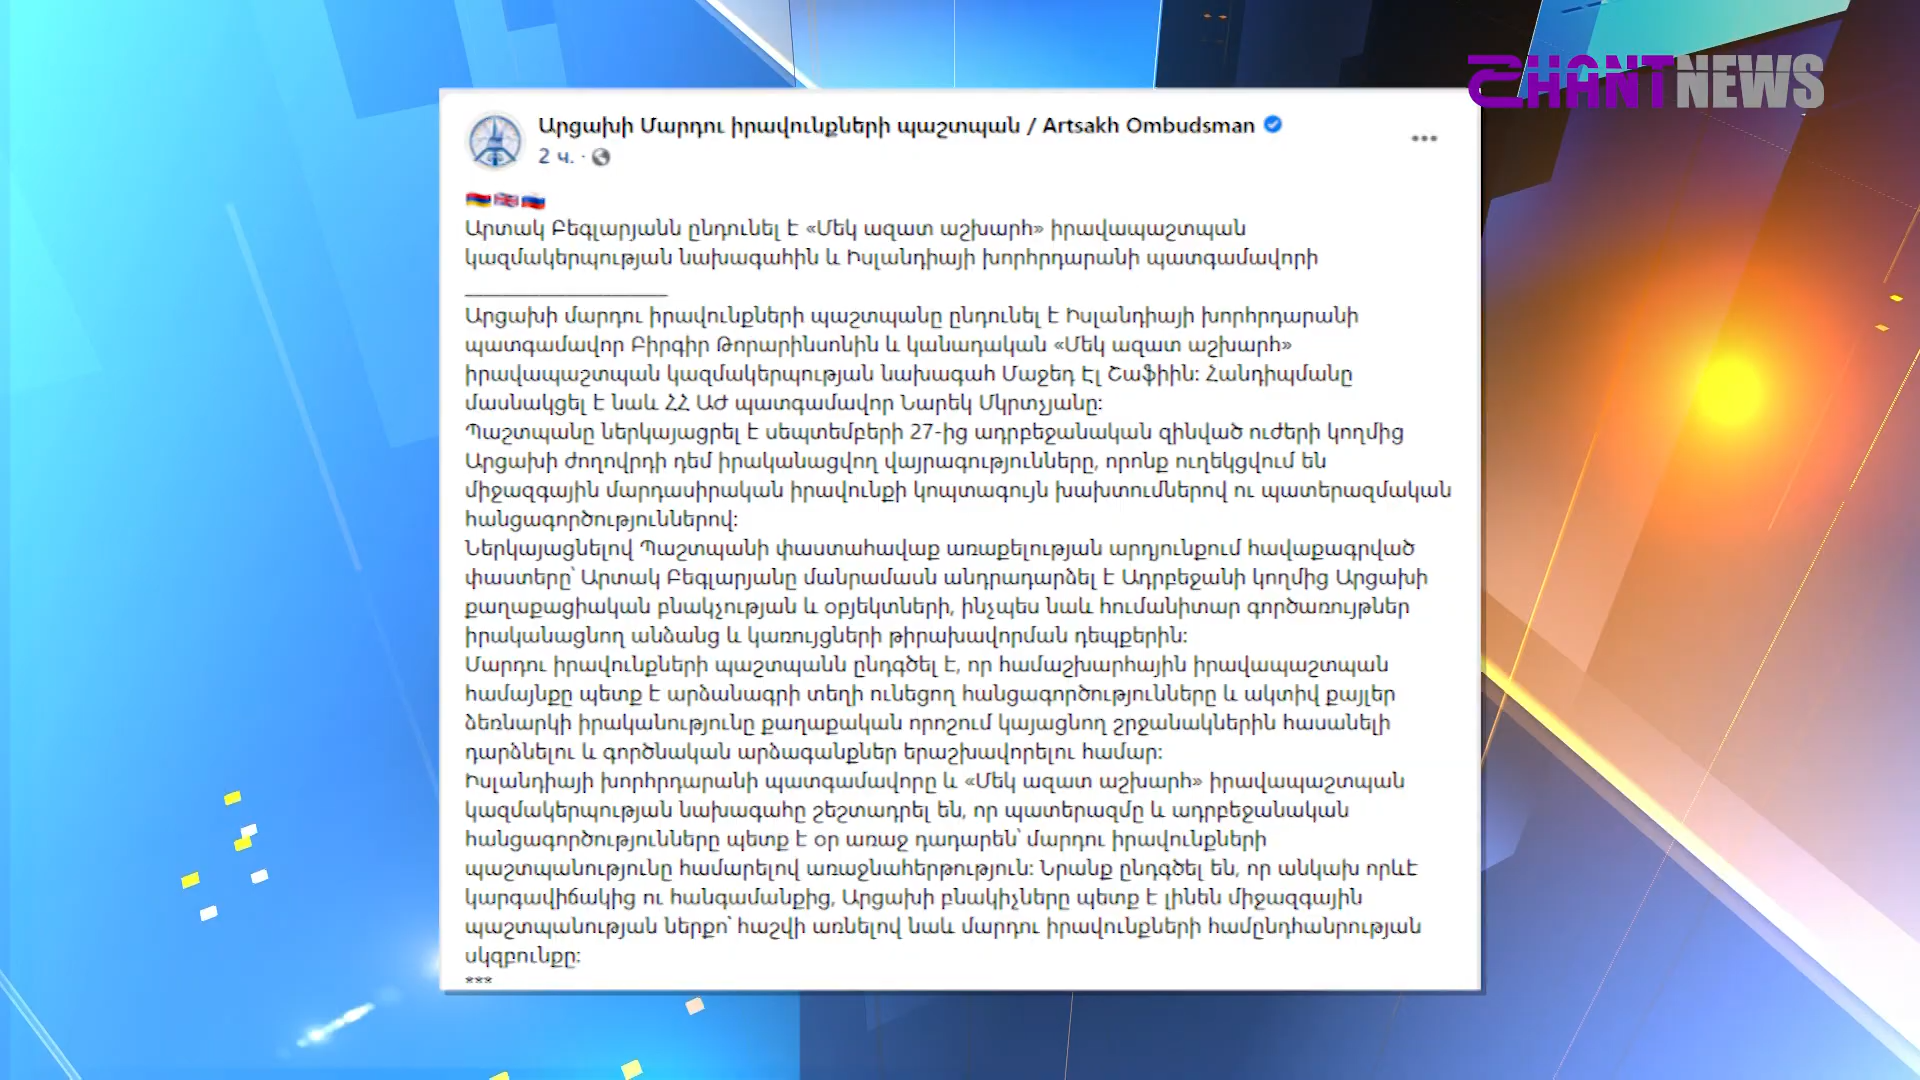 SHANTNEWS
Արցախի Մարդու իրավունքների պաշտպան / Artsakh Ombudsman
2 ч. ·
Արտակ Բեգլարյանն ընդունել է «Մեկ ազատ աշխարհ» իրավապաշտպան
կազմակերպության նախագահին և Իսլանդիայի խորհրդարանի պատգամավորի
____________________
Արցախի մարդու իրավունքների պաշտպանը ընդունել է Իսլանդիայի խորհրդարանի
պատգամավոր Բիրգիր Թորարինսոնին և կանադական «Մեկ ազատ աշխարհ»
իրավապաշտպան կազմակերպության նախագահ Մաջեդ Էլ Շաֆիին: Հանդիպմանը
մասնակցել է նաև ՀՀ ԱԺ պատգամավոր Նարեկ Մկրտչյանը:
Պաշտպանը ներկայացրել է սեպտեմբերի 27-ից ադրբեջանական զինված ուժերի կողմից
Արցախի ժողովրդի դեմ իրականացվող վայրագությունները, որոնք ուղեկցվում են
միջազգային մարդասիրական իրավունքի կոպտագույն խախտումներով ու պատերազմական
հանցագործություններով:
Ներկայացնելով Պաշտպանի փաստահավաք առաքելության արդյունքում հավաքագրված
փաստերը՝ Արտակ Բեգլարյանը մանրամասն անդրադարձել է Ադրբեջանի կողմից Արցախի
քաղաքացիական բնակչության և օբյեկտների, ինչպես նաև հումանիտար գործառույթներ
իրականացնող անձանց և կառույցների թիրախավորման դեպքերին:
Մարդու իրավունքների պաշտպանն ընդգծել է, որ համաշխարհային իրավապաշտպան
համայնքը պետք է արձանագրի տեղի ունեցող հանցագործությունները և ակտիվ քայլեր
ձեռնարկի իրականությունը քաղաքական որոշում կայացնող շրջանակներին հասանելի
դարձնելու և գործնական արձագանքներ երաշխավորելու համար:
Իսլանդիայի խորհրդարանի պատգամավորը և «Մեկ ազատ աշխարհ» իրավապաշտպան
կազմակերպության նախագահը շեշտադրել են, որ պատերազմը և ադրբեջանական
հանցագործությունները պետք է օր առաջ դադարեն՝ մարդու իրավունքների
պաշտպանությունը համարելով առաջնահերթություն: Նրանք ընդգծել են, որ անկախ որևէ
կարգավիճակից ու հանգամանքից, Արցախի բնակիչները պետք է լինեն միջազգային
պաշտպանության ներքո՝ հաշվի առնելով նաև մարդու իրավունքների համընդհանրության
սկզբունքը:
***